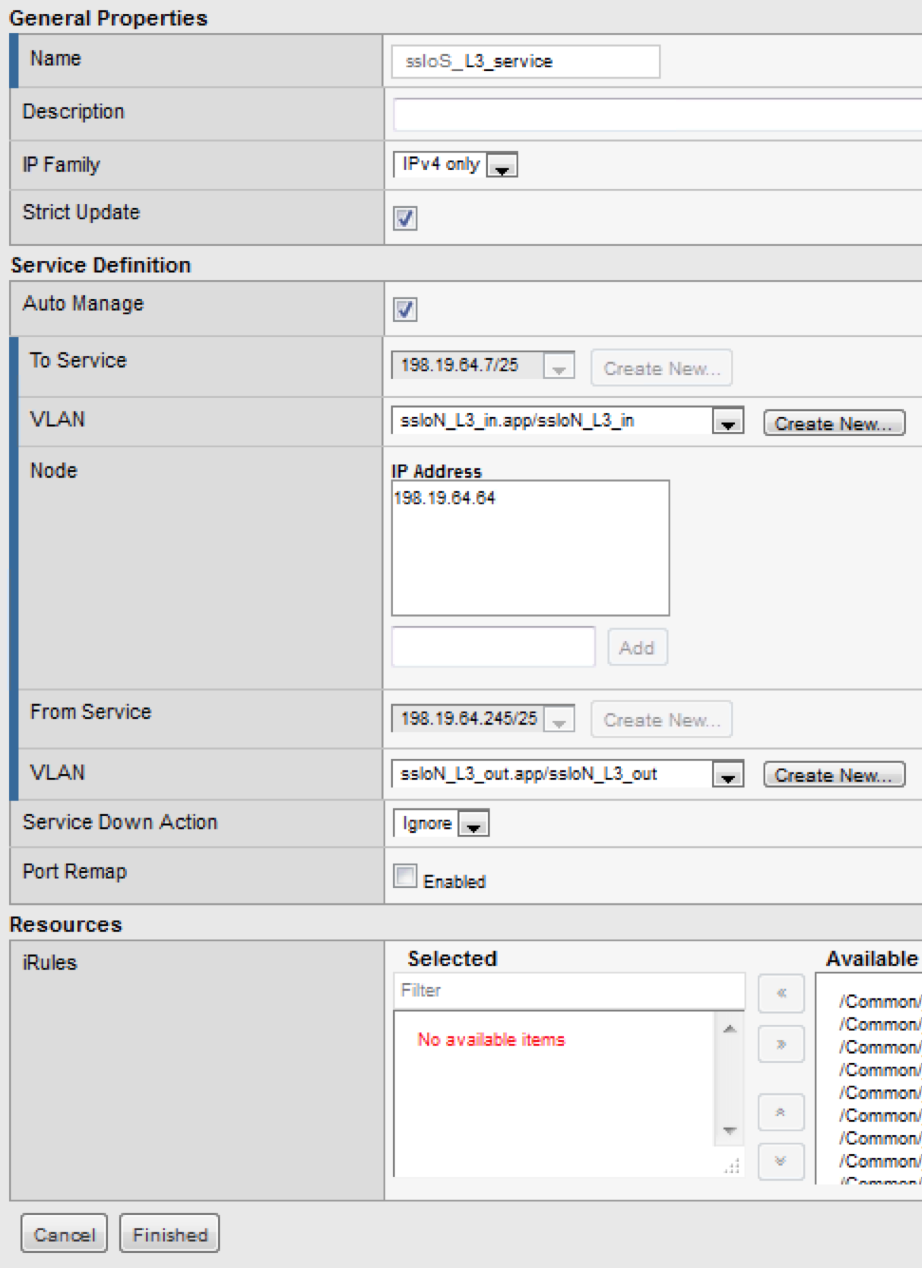 General Properties
Name ssloS_L3_service
Description
IP Family IPv4 only
Strict Update
Service Definition
Auto Manage
To Service 198.19.64.7/25 Create New...
VLAN ssloN_L3_in.app/ssloN_L3_in Create New...
Node IP Address
198.19.64.64
Add
From Service 198.19.64.245/25 Create New...
VLAN ssloN_L3_out.app/ssloN_L3_out Create New...
Service Down Action Ignore
Port Remap Enabled
Resources
iRules Selected Available
Filter
No available items
/Common/
/Common/
/Common/
/Common/
/Common/
/Common/
/Common/
/Common/
/Common/
Cancel Finished